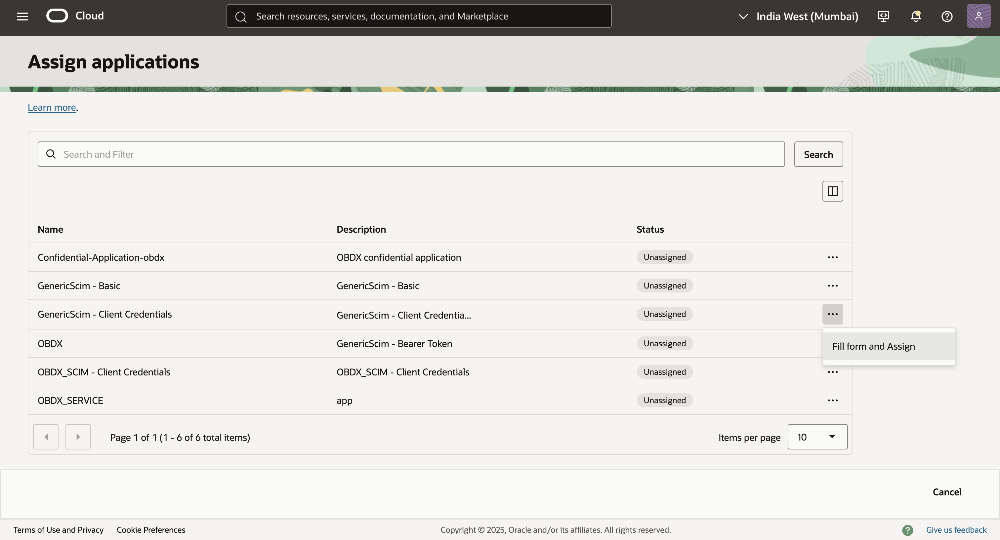 Cloud
Search resources, services, documentation, and Marketplace
India West (Mumbai)
Assign applications
Learn more.
Search and Filter
Search
Name Description Status
Confidential-Application-obdx OBDX confidential application Unassigned
GenericScim - Basic GenericScim - Basic Unassigned
GenericScim - Client Credentials GenericScim - Client Credentia... Unassigned
OBDX GenericScim - Bearer Token Unassigned
Fill form and Assign
OBDX_SCIM - Client Credentials OBDX_SCIM - Client Credentials Unassigned
OBDX_SERVICE app Unassigned
Page 1 of 1 (1 - 6 of 6 total items) Items per page 10
Cancel
Terms of Use and Privacy Cookie Preferences Copyright © 2025, Oracle and/or its affiliates. All rights reserved. Give us feedback